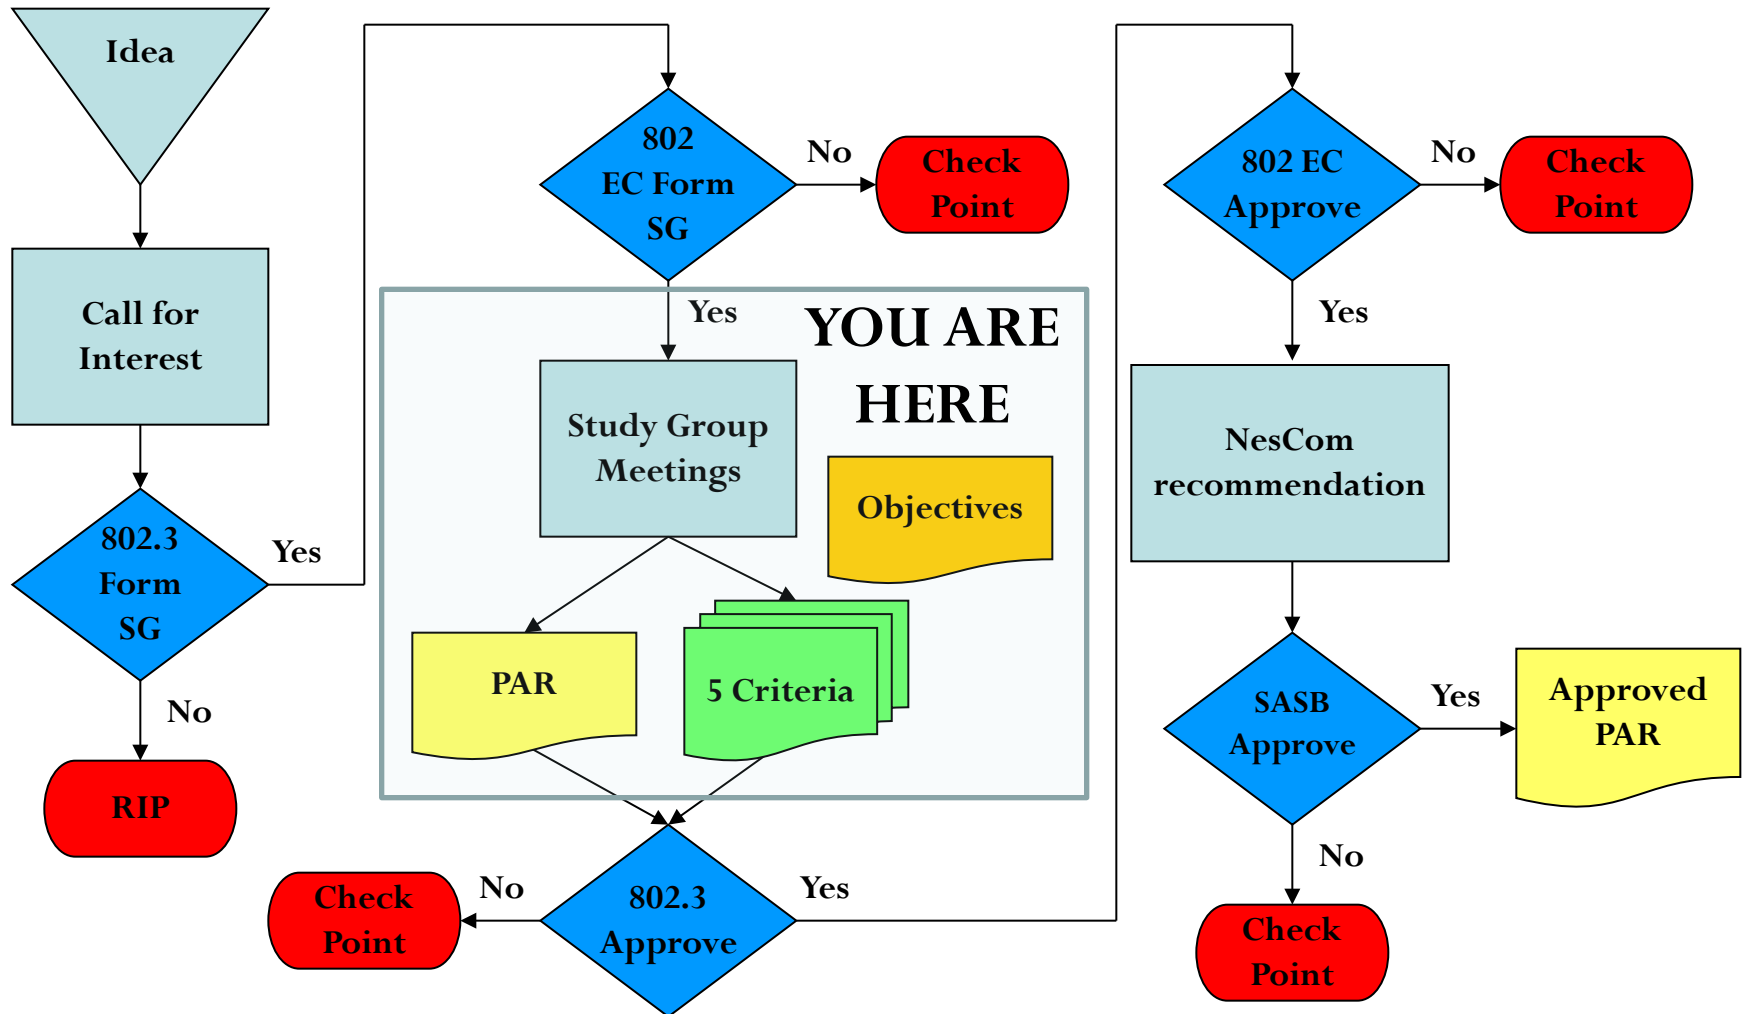 Idea
Call for
Interest
802.3
Form
SG
Yes
No
RIP
802
EC Form
SG
No
Check
Point
Yes
YOU ARE
HERE
Study Group
Meetings
Objectives
PAR
5 Criteria
802.3
Approve
No
Check
Point
Yes
802 EC
Approve
No
Check
Point
Yes
NesCom
recommendation
SASB
Approve
Yes
Approved
PAR
No
Check
Point